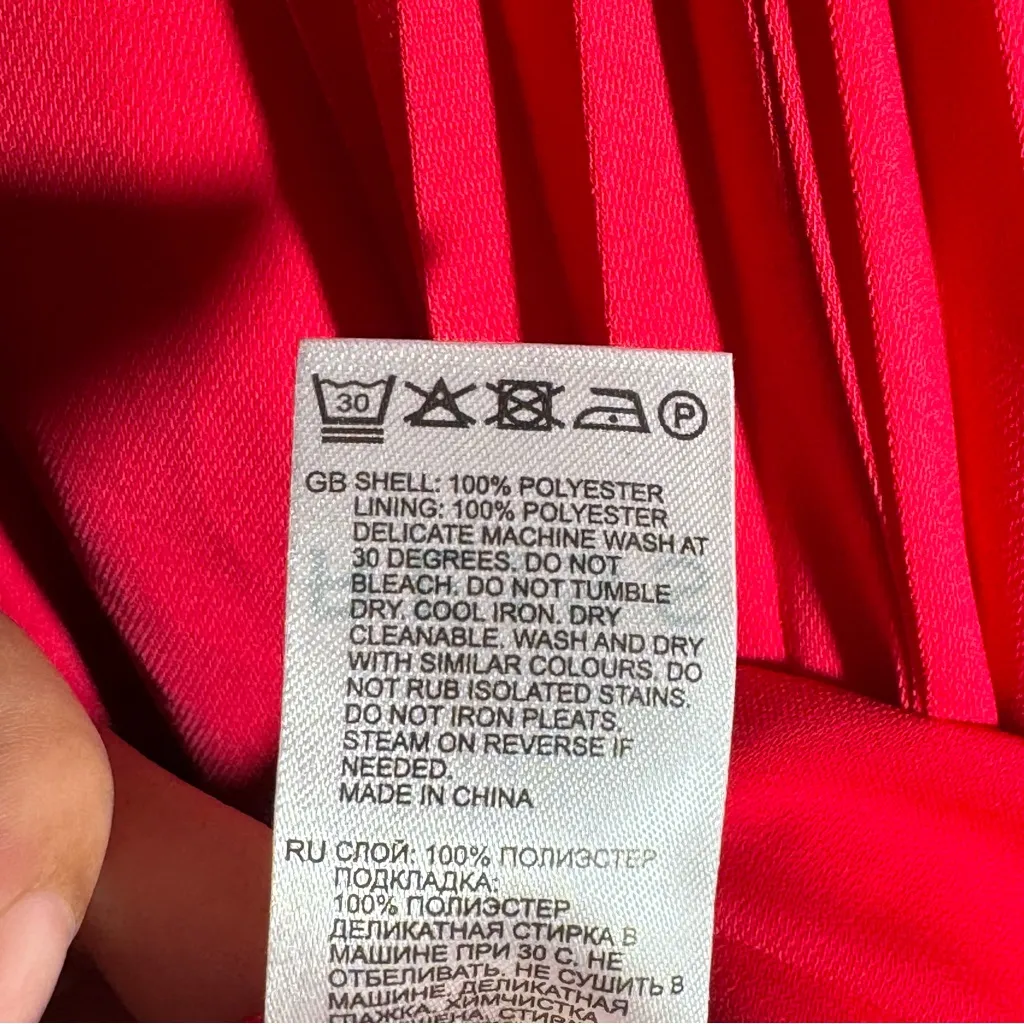 30
P
GB SHELL: 100% POLYESTER
LINING: 100% POLYESTER
DELICATE MACHINE WASH AT
30 DEGREES. DO NOT
BLEACH. DO NOT TUMBLE
DRY. COOL IRON. DRY
CLEANABLE. WASH AND DRY
WITH SIMILAR COLOURS. DO
NOT RUB ISOLATED STAINS.
DO NOT IRON PLEATS.
STEAM ON REVERSE IF
NEEDED.
MADE IN CHINA
RU СЛОЙ: 100% ПОЛИЭСТЕР
ПОДКЛАДКА:
100% ПОЛИЭСТЕР
ДЕЛИКАТНАЯ СТИРКА В
МАШИНЕ ПРИ 30 С. НЕ
ОТБЕЛИВАТЬ. НЕ СУШИТЬ В
МАШИНЕ. ДЕЛИКАТНАЯ
ГЛАЖКА. ХИМЧИСТКА